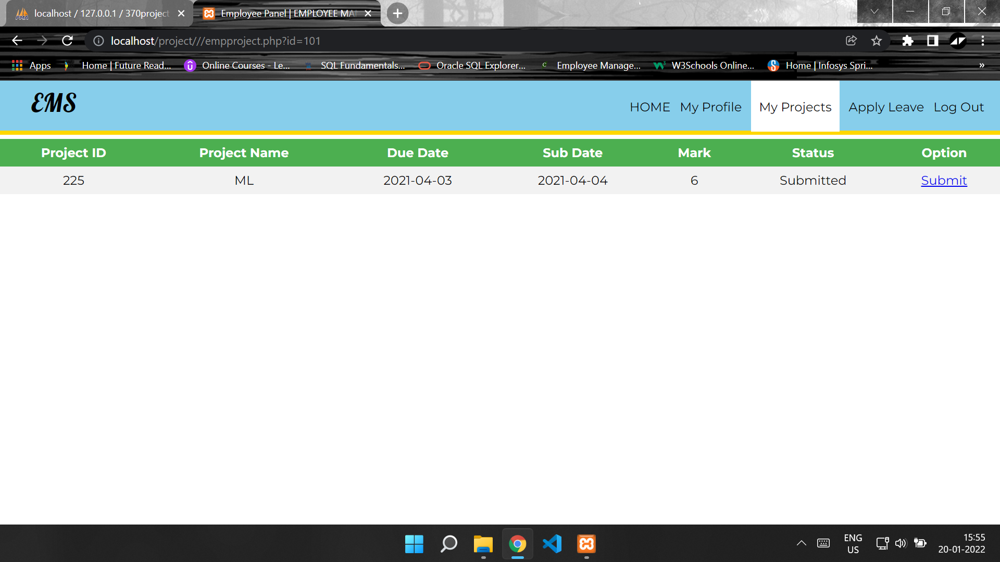 localhost / 127.0.0.1 / 370project
Employee Panel | EMPLOYEE MA
localhost/project///empproject.php?id=101
Apps
Home | Future Read...
Online Courses - Le...
SQL Fundamentals...
Oracle SQL Explorer...
Employee Manage...
W3Schools Online...
Home | Infosys Spri...
»
EMS
HOME My Profile My Projects Apply Leave Log Out
Project ID Project Name Due Date Sub Date Mark Status Option
225 ML 2021-04-03 2021-04-04 6 Submitted Submit
ENG
US
15:55
20-01-2022